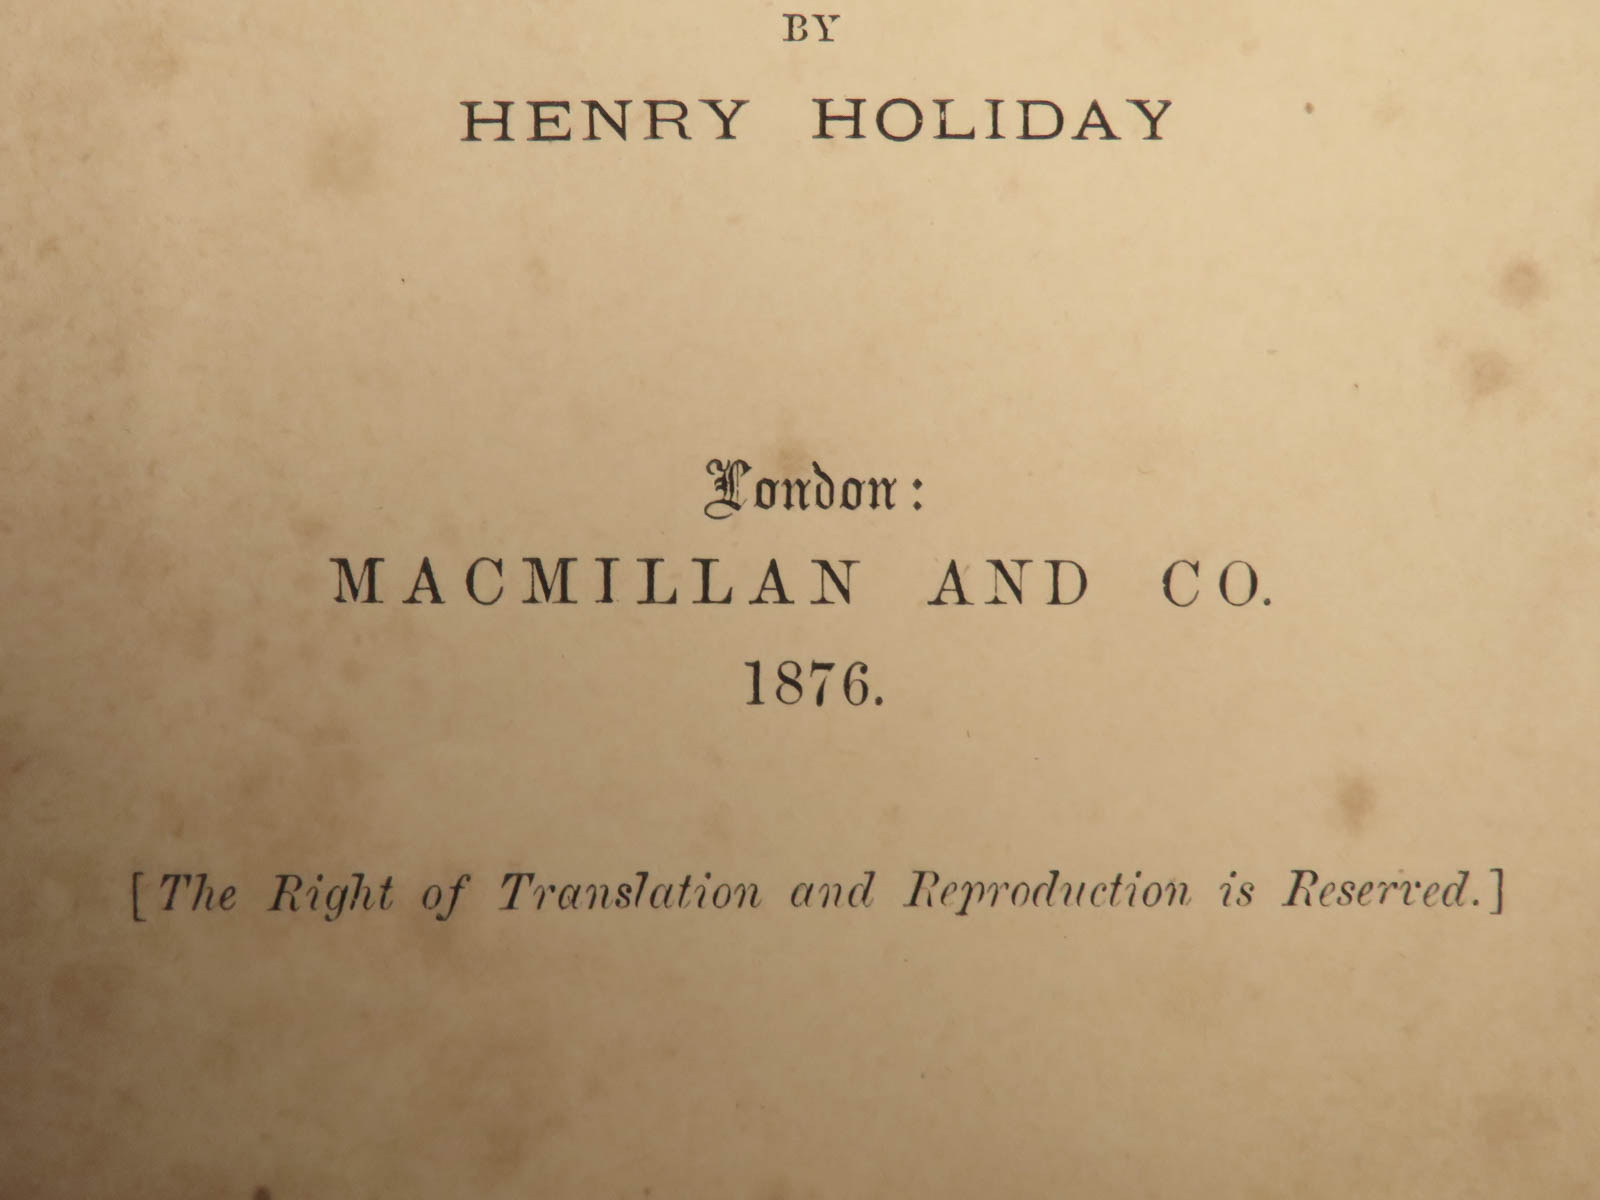 BY
HENRY HOLIDAY
London:
MACMILLAN AND CO.
1876.
[The Right of Translation and Reproduction is Reserved.]